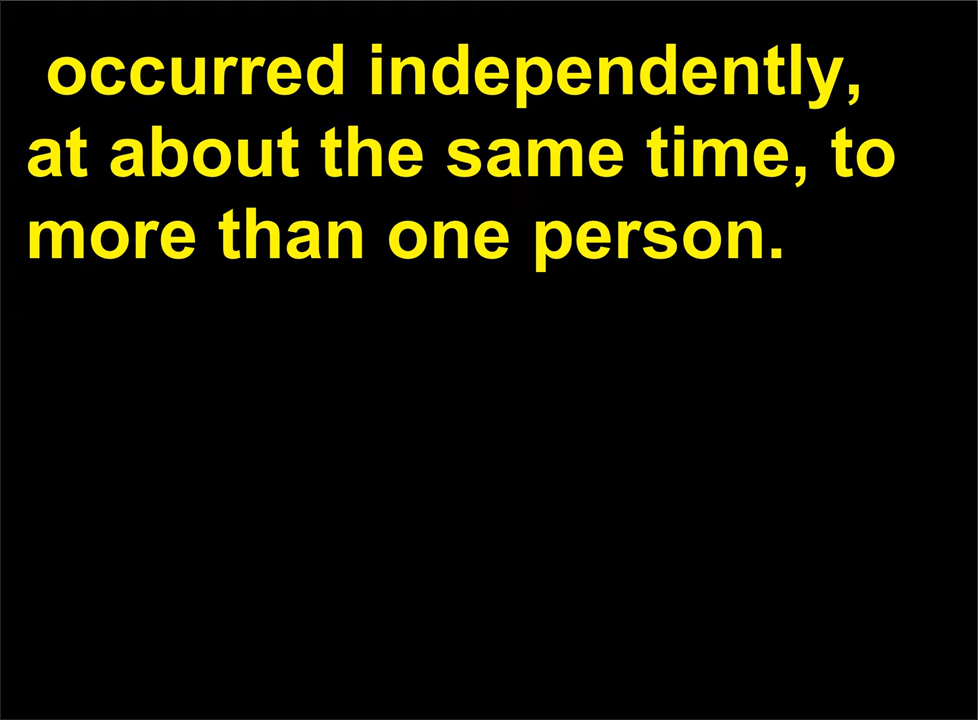 occurred independently,
at about the same time, to
more than one person.